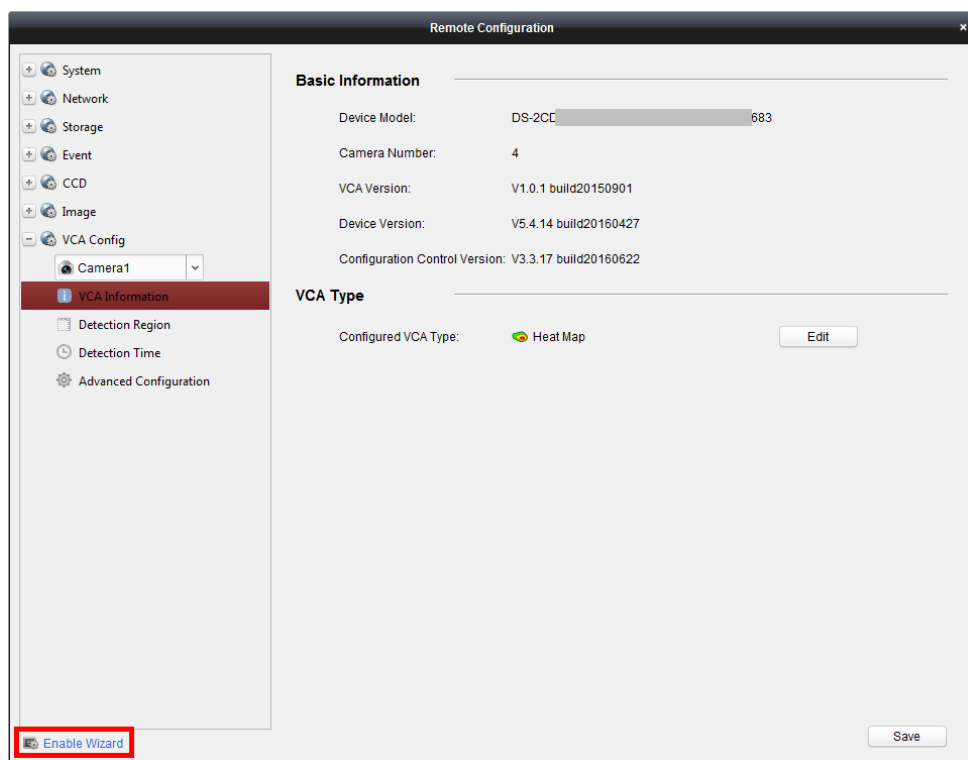 Remote Configuration
System
Network
Storage
Event
CCD
Image
VCA Config
Camera1
VCA Information
Detection Region
Detection Time
Advanced Configuration
Enable Wizard
Basic Information
Device Model: DS-2CD 683
Camera Number: 4
VCA Version: V1.0.1 build20150901
Device Version: V5.4.14 build20160427
Configuration Control Version: V3.3.17 build20160622
VCA Type
Configured VCA Type: Heat Map Edit
Save